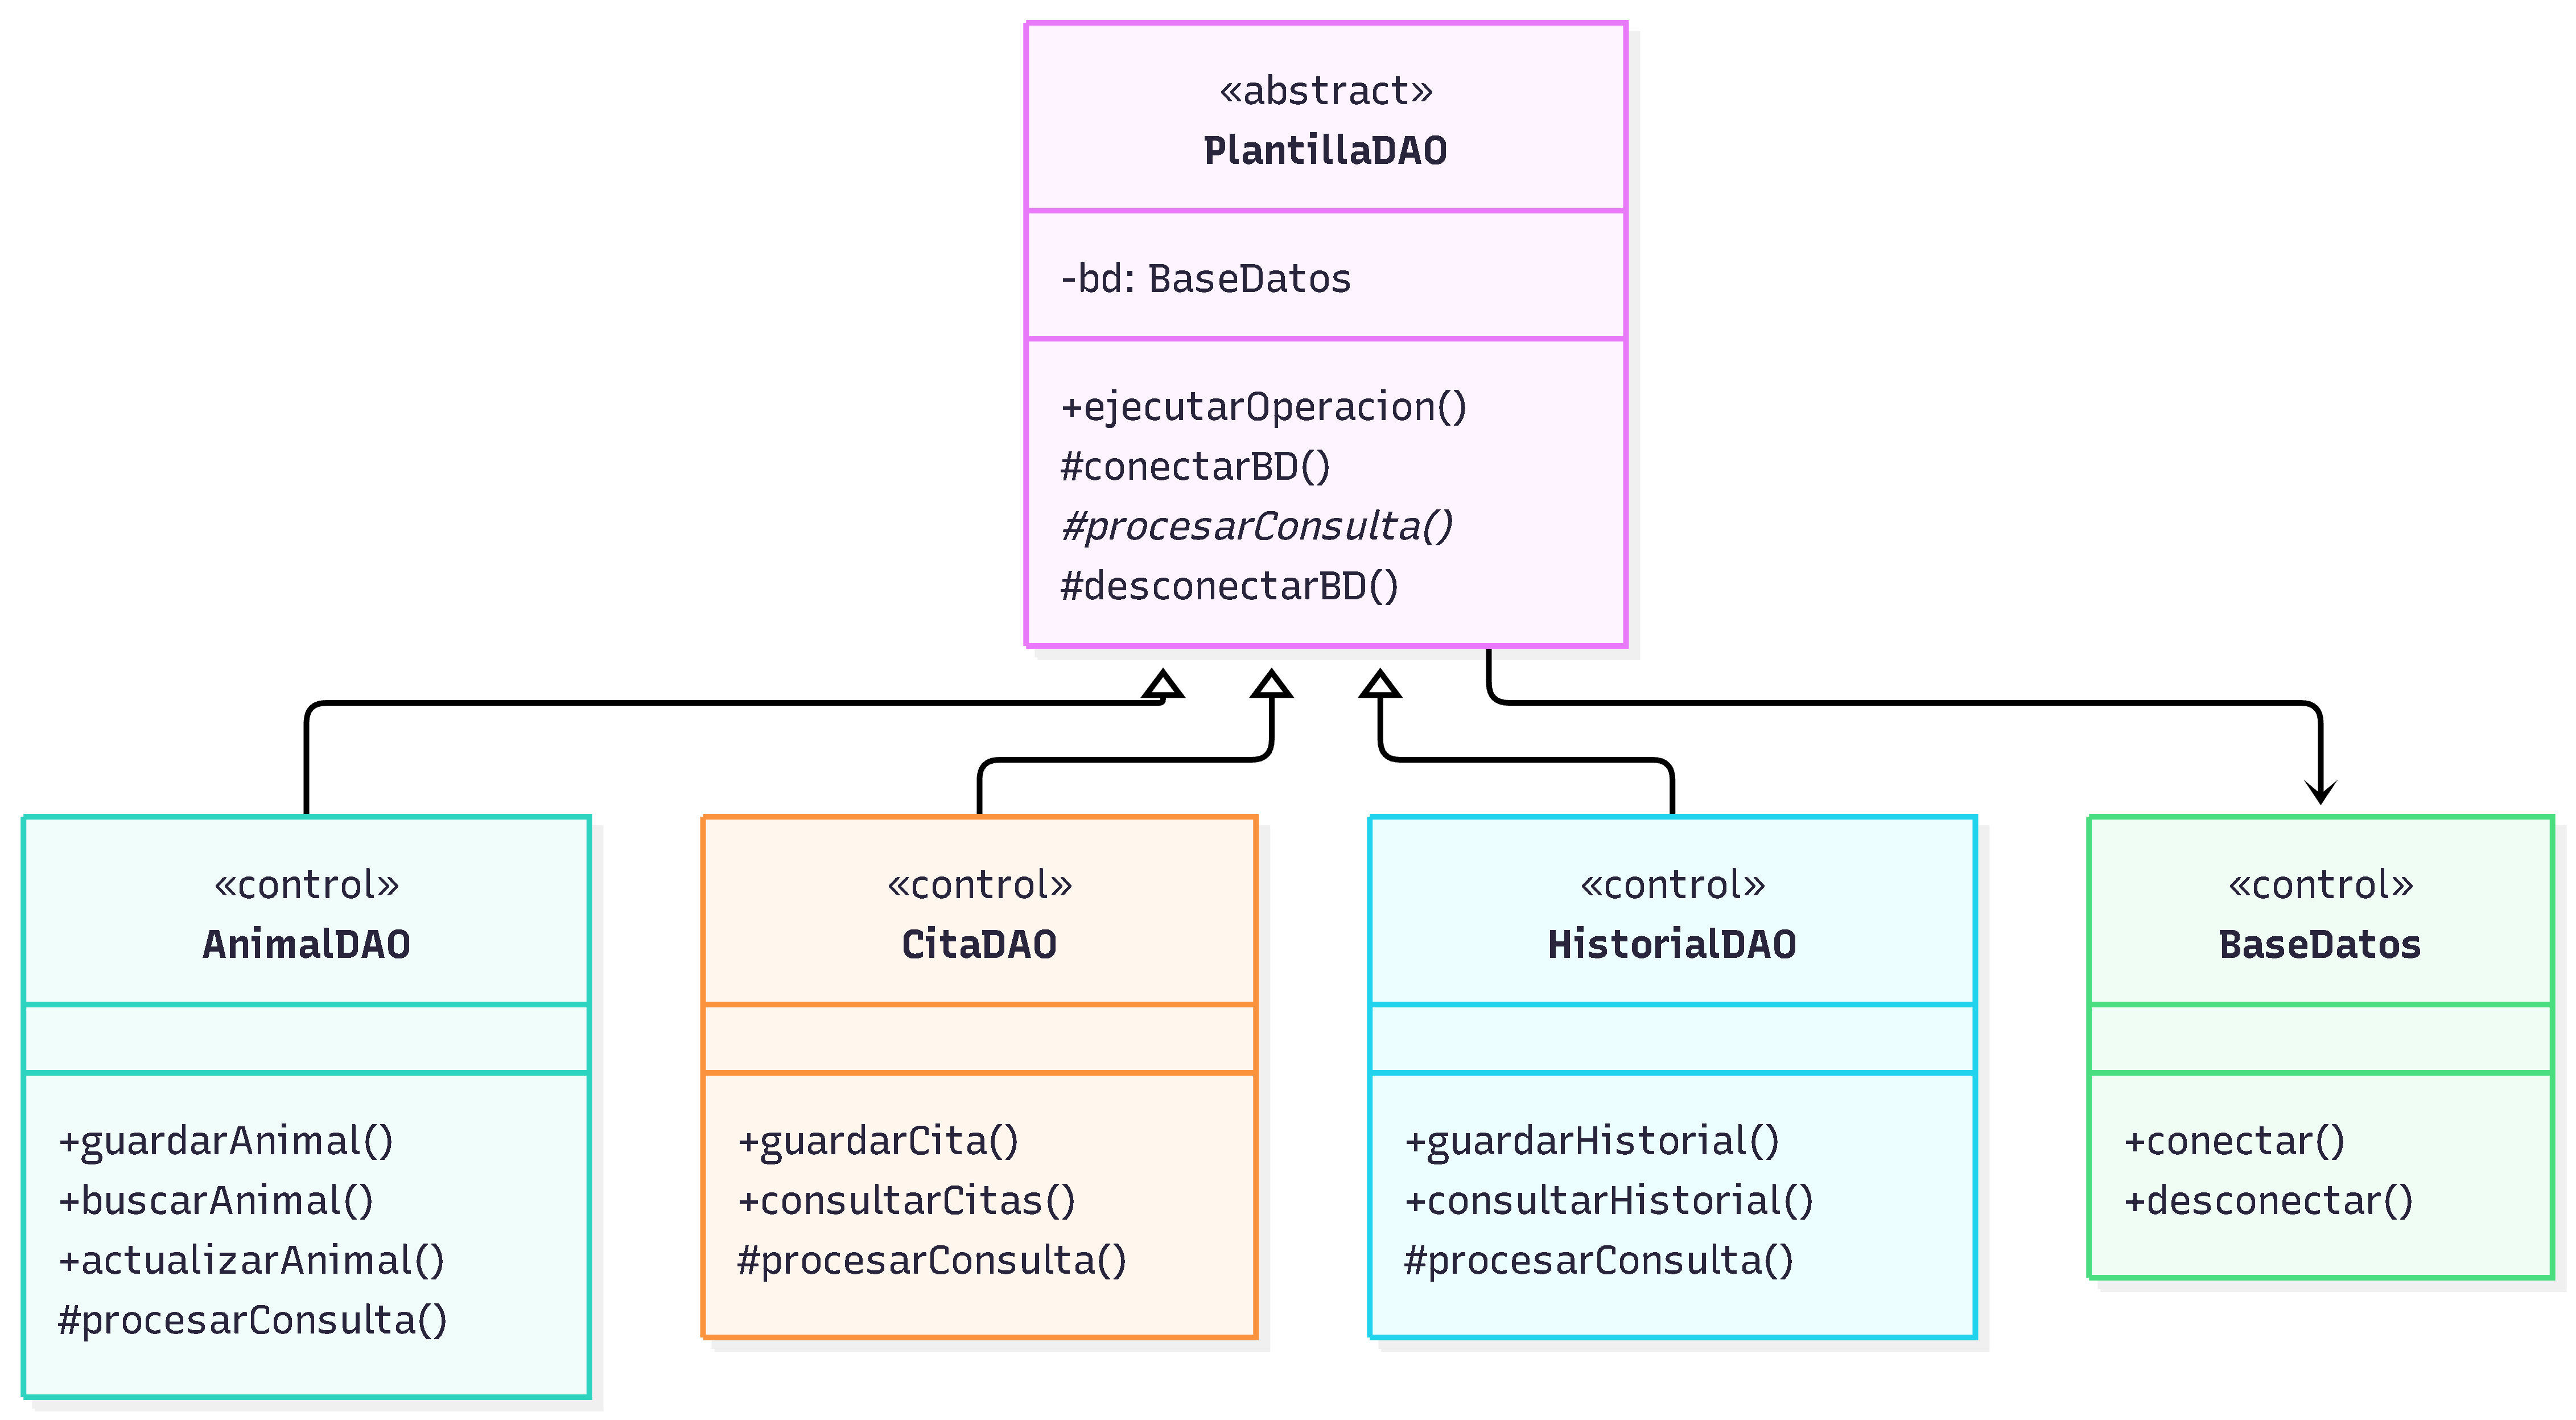 «abstract»
PlantillaDAO
-bd: BaseDatos
+ejecutarOperacion()
#conectarBD()
#procesarConsulta()
#desconectarBD()
«control»
AnimalDAO
+guardarAnimal()
+buscarAnimal()
+actualizarAnimal()
#procesarConsulta()
«control»
CitaDAO
+guardarCita()
+consultarCitas()
#procesarConsulta()
«control»
HistorialDAO
+guardarHistorial()
+consultarHistorial()
#procesarConsulta()
«control»
BaseDatos
+conectar()
+desconectar()